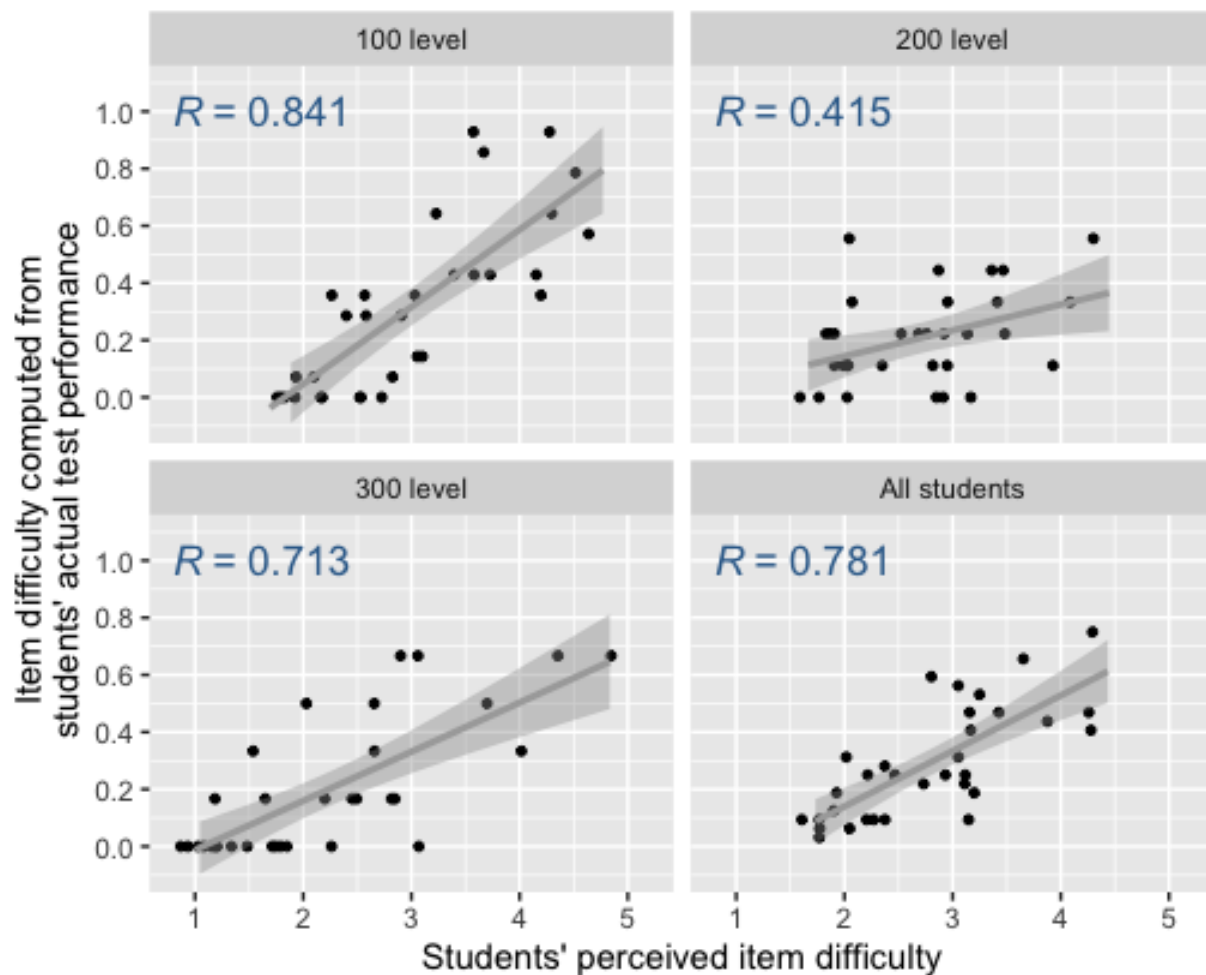 100 level
200 level
R = 0.841
R = 0.415
1.0
0.8
0.6
0.4
0.2
0.0
300 level
All students
R = 0.713
R = 0.781
1.0
0.8
0.6
0.4
0.2
0.0
1 2 3 4 5
1 2 3 4 5
Students' perceived item difficulty
Item difficulty computed from
students' actual test performance